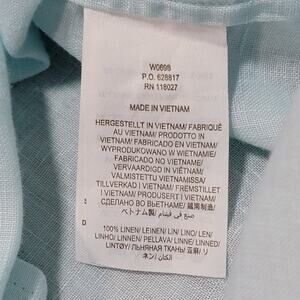 W0698
P.O. 628817
RN 118027
MADE IN VIETNAM
HERGESTELLT IN VIETNAM/ FABRIQUÉ
AU VIETNAM/ PRODOTTO IN
VIETNAM/ FABRICADO EN VIETNAM/
WYPRODUKOWANO W WIETNAMIE/
FABRICADO NO VIETNAM/
VERVAARDIGD IN VIËTNAM/
VALMISTETTU VIETNAMISSA/
TILLVERKAD I VIETNAM/ FREMSTILLET
I VIETNAM/ PRODUSERT I VIETNAM/
СДЕЛАНО ВО ВЬЕТНАМЕ/ 越南制造/
ベトナム製/ صنع في فيتنام
100% LINEN/ LEINEN/ LIN/ LINO/ LEN/
LINHO/ LINNEN/ PELLAVA/ LINNE/ LINNED/
LINTØY/ ЛЬНЯНАЯ ТКАНЬ/ 亚麻/ リ
ネン/ الكتان